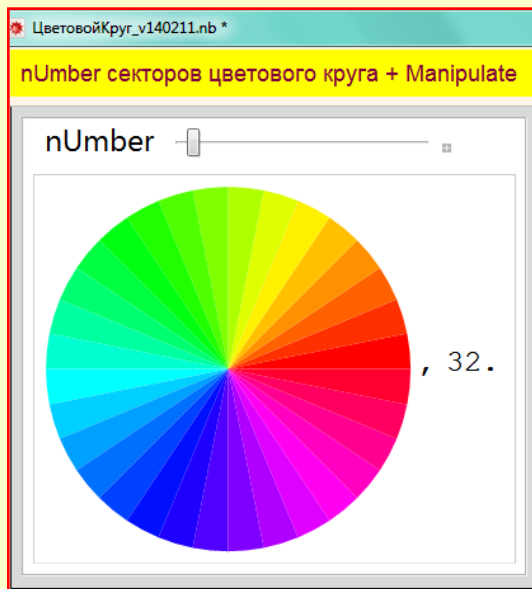 ЦветовойКруг_v140211.nb *
nUmber секторов цветового круга + Manipulate
nUmber
, 32.